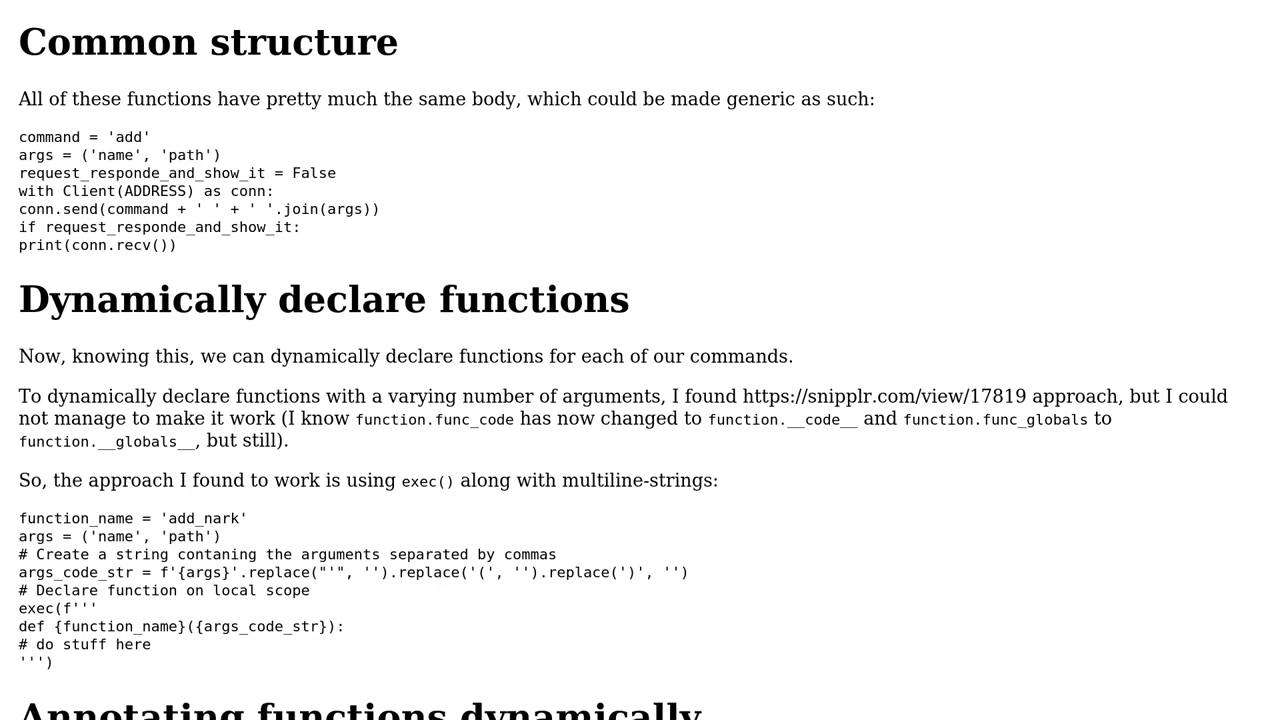 Common structure
All of these functions have pretty much the same body, which could be made generic as such:
command = 'add'
args = ('name', 'path')
request_responde_and_show_it = False
with Client(ADDRESS) as conn:
conn.send(command + ' ' + ' '.join(args))
if request_responde_and_show_it:
print(conn.recv())
Dynamically declare functions
Now, knowing this, we can dynamically declare functions for each of our commands.
To dynamically declare functions with a varying number of arguments, I found https://snipplr.com/view/17819 approach, but I could
not manage to make it work (I know function.func_code has now changed to function.__code__ and function.func_globals to
function.__globals__, but still).
So, the approach I found to work is using exec() along with multiline-strings:
function_name = 'add_nark'
args = ('name', 'path')
# Create a string contaning the arguments separated by commas
args_code_str = f'{args}'.replace("'", '').replace('(', '').replace(')', '')
# Declare function on local scope
exec(f'''
def {function_name}({args_code_str}):
# do stuff here
''')
Annotating functions dynamically